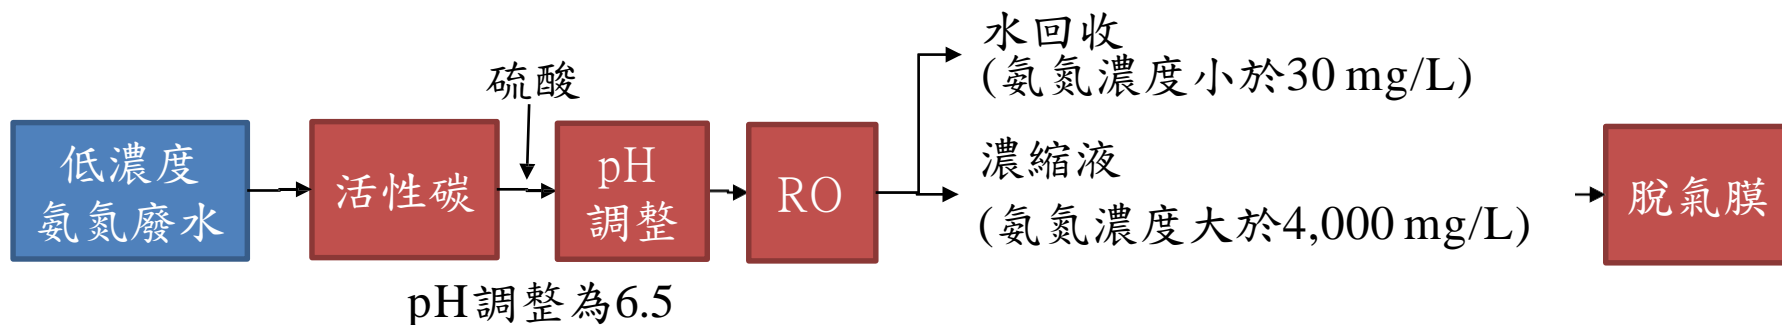 低濃度
氨氮廢水
活性碳
硫酸
pH
調整
pH調整為6.5
RO
水回收
(氨氮濃度小於30 mg/L)
濃縮液
(氨氮濃度大於4,000 mg/L)
脫氣膜